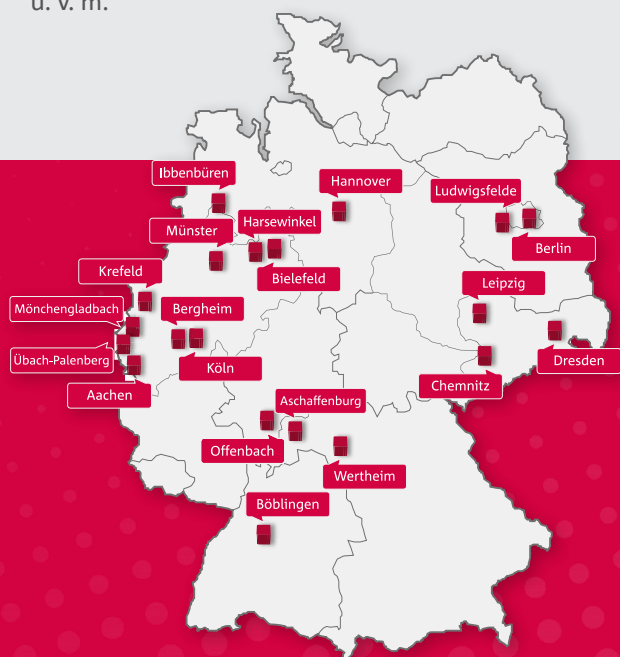 u. v. m.
Ibbenbüren
Hannover
Ludwigsfelde
Münster
Harsewinkel
Berlin
Krefeld
Bielefeld
Leipzig
Mönchengladbach
Bergheim
Übach-Palenberg
Köln
Dresden
Aachen
Chemnitz
Aschaffenburg
Offenbach
Wertheim
Böblingen